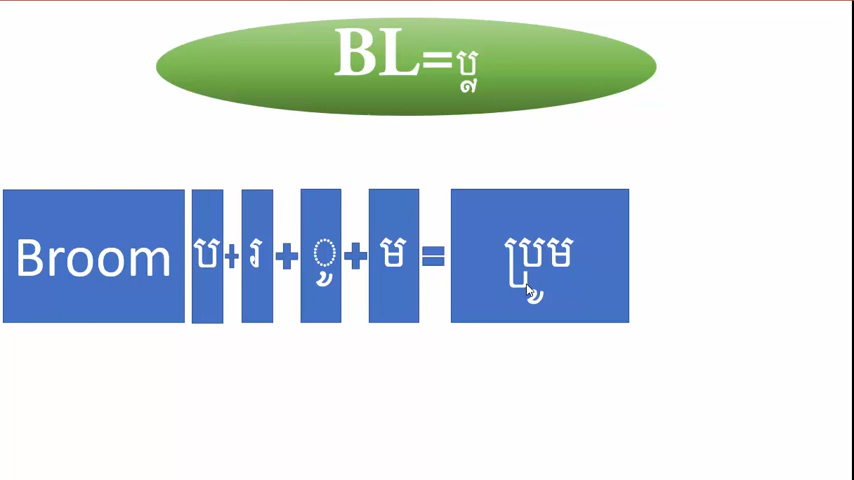 BL=ប្ល
Broom ប + រ + ូ + ម = ប្រូម